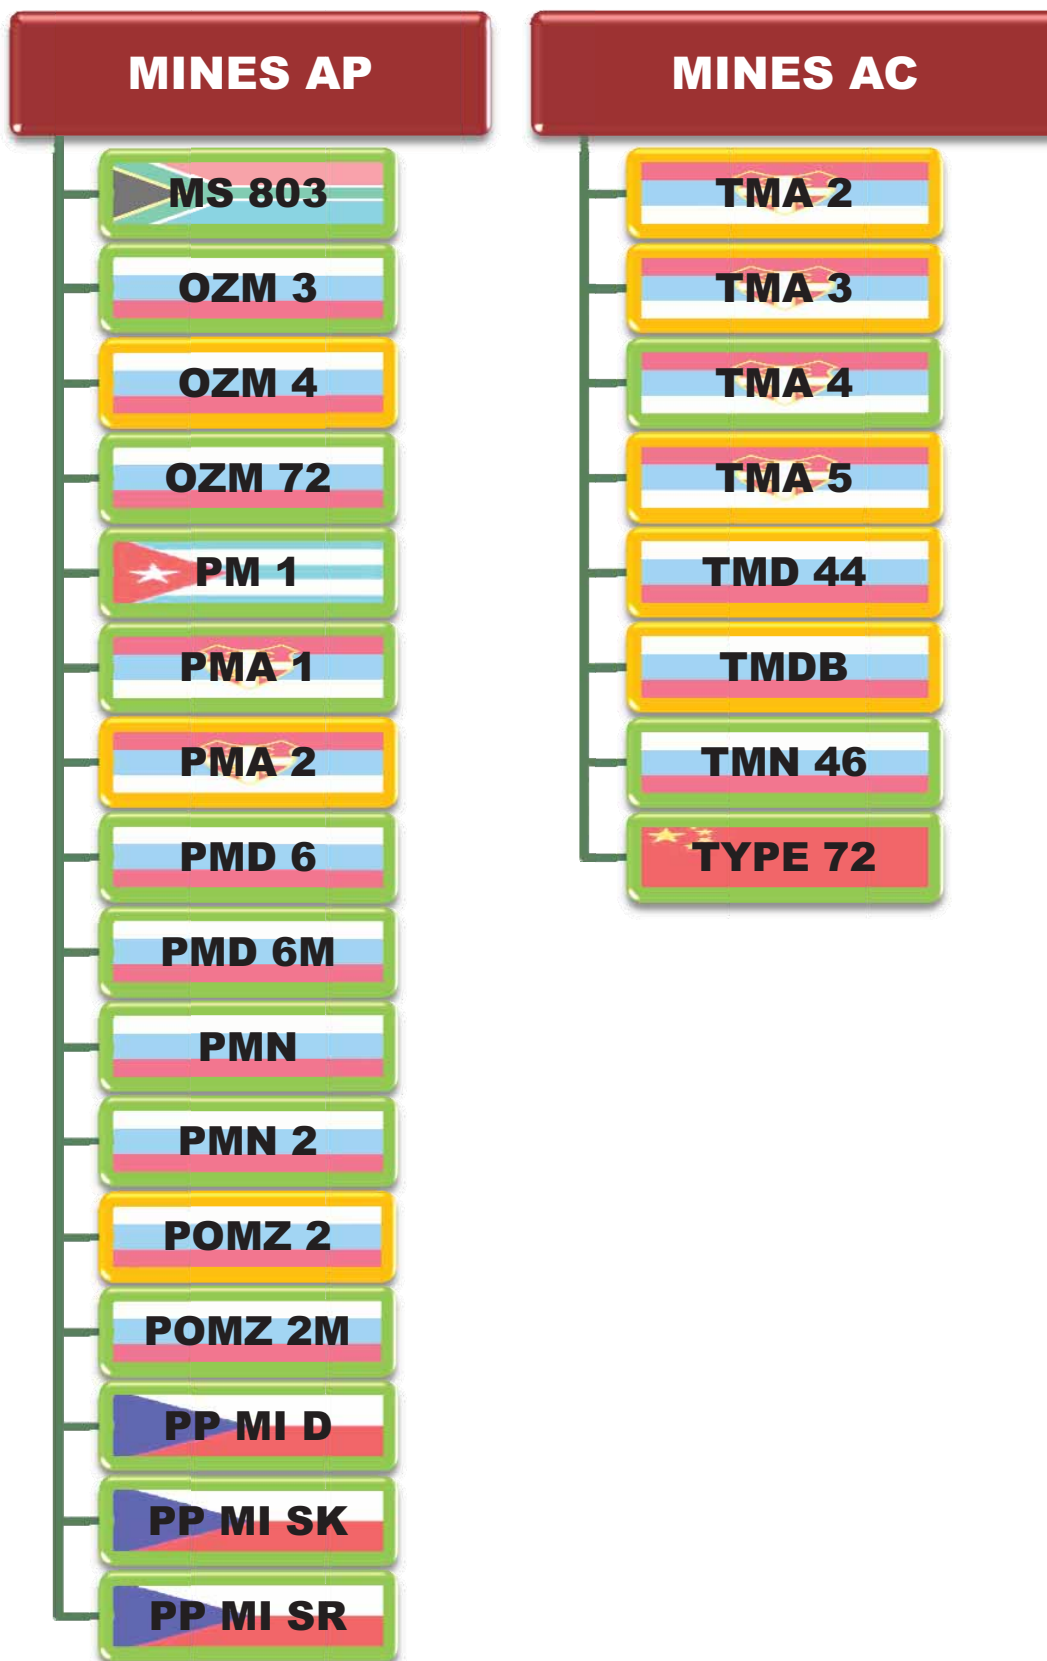 MINES AP
MS 803
OZM 3
OZM 4
OZM 72
PM 1
PMA 1
PMA 2
PMD 6
PMD 6M
PMN
PMN 2
POMZ 2
POMZ 2M
PP MI D
PP MI SK
PP MI SR
MINES AC
TMA 2
TMA 3
TMA 4
TMA 5
TMD 44
TMDB
TMN 46
TYPE 72